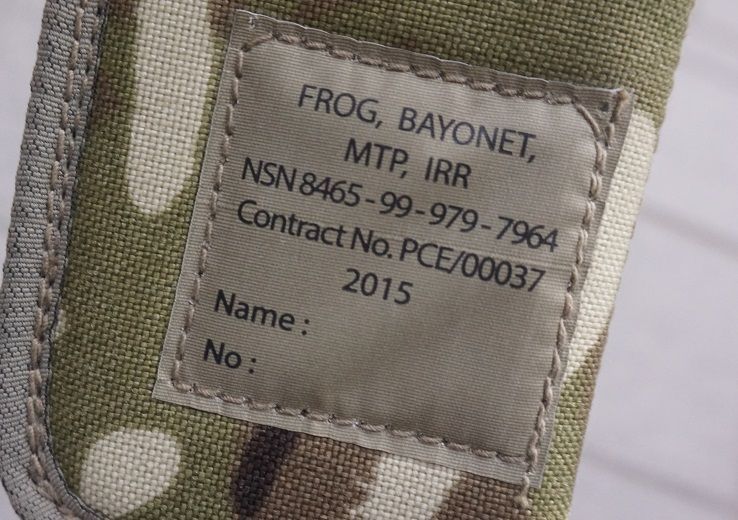 FROG, BAYONET,
MTP, IRR
NSN 8465-99-979-7964
Contract No. PCE/00037
2015
Name :
No :